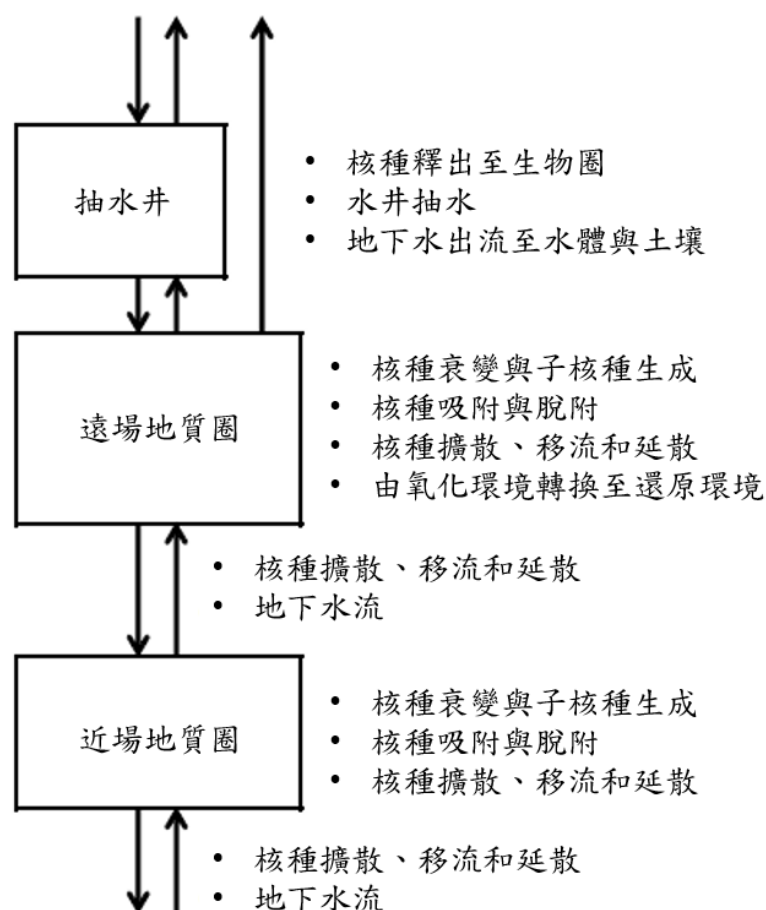 抽水井
• 核種釋出至生物圈
• 水井抽水
• 地下水出流至水體與土壤
遠場地質圈
• 核種衰變與子核種生成
• 核種吸附與脫附
• 核種擴散、移流和延散
• 由氧化環境轉換至還原環境
• 核種擴散、移流和延散
• 地下水流
近場地質圈
• 核種衰變與子核種生成
• 核種吸附與脫附
• 核種擴散、移流和延散
• 核種擴散、移流和延散
• 地下水流